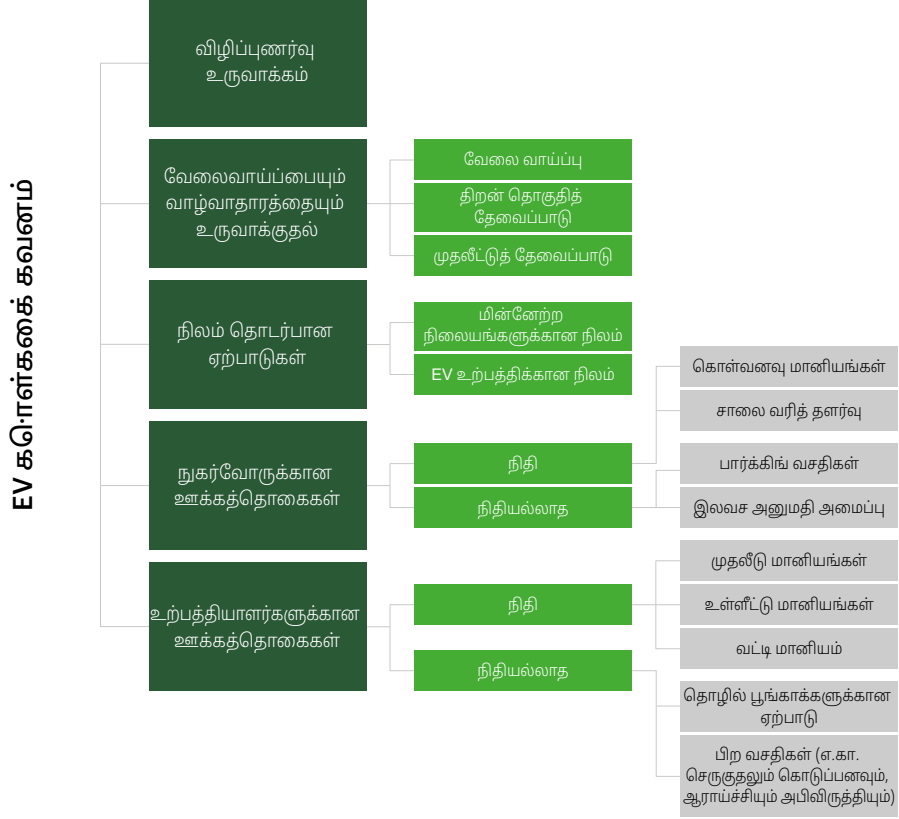 EV கொள்கைக் கவனம்
விழிப்புணர்வு
உருவாக்கம்
வேலைவாய்ப்பையும்
வாழ்வாதாரத்தையும்
உருவாக்குதல்
வேலை வாய்ப்பு
திறன் தொகுதித்
தேவைப்பாடு
முதலீட்டுத் தேவைப்பாடு
நிலம் தொடர்பான
ஏற்பாடுகள்
மின்னேற்ற
நிலையங்களுக்கான நிலம்
EV உற்பத்திக்கான நிலம்
நுகர்வோருக்கான
ஊக்கத்தொகைகள்
நிதி
கொள்வனவு மானியங்கள்
சாலை வரித் தளர்வு
நிதியல்லாத
பார்க்கிங் வசதிகள்
இலவச அனுமதி அமைப்பு
உற்பத்தியாளர்களுக்கான
ஊக்கத்தொகைகள்
நிதி
முதலீடு மானியங்கள்
உள்ளீட்டு மானியங்கள்
வட்டி மானியம்
நிதியல்லாத
தொழில் பூங்காக்களுக்கான
ஏற்பாடு
பிற வசதிகள் (எ.கா.
செருகுதலும் கொடுப்பனவும்,
ஆராய்ச்சியும் அபிவிருத்தியும்)